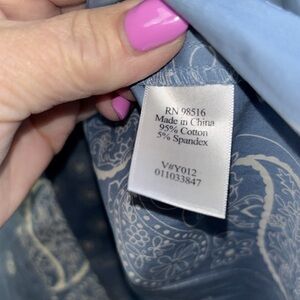 RN 98516
Made in China
95% Cotton
5% Spandex
V#Y012
011033847